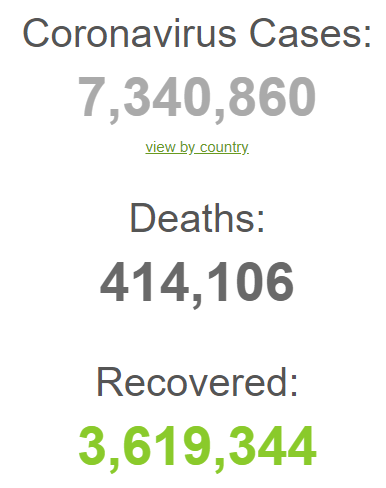 Coronavirus Cases:
7,340,860
view by country
Deaths:
414,106
Recovered:
3,619,344